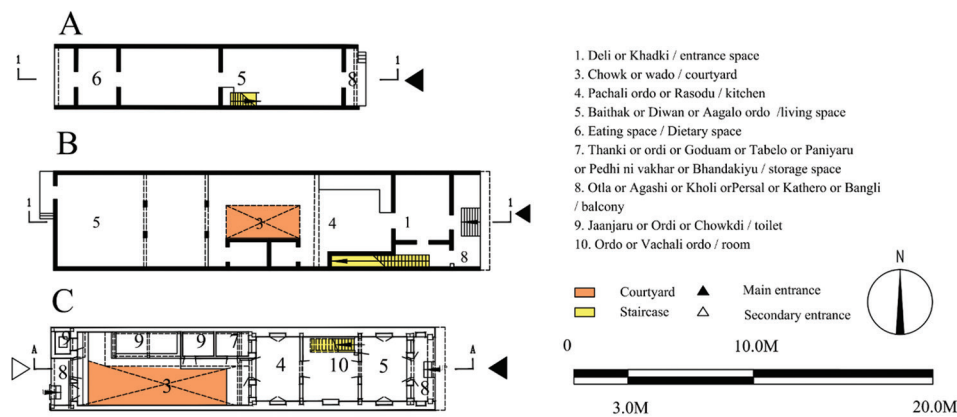 A
1
6
5
8
1
B
1
5
3
4
1
8
1
C
9
9
9
7
A
8
3
4
10
5
8
A
1. Deli or Khadki / entrance space
3. Chowk or wado / courtyard
4. Pachali ordo or Rasodu / kitchen
5. Baithak or Diwan or Aagalo ordo /living space
6. Eating space / Dietary space
7. Thanki or ordi or Goduam or Tabelo or Paniyaru
or Pedhi ni vakhar or Bhandakiyu / storage space
8. Otla or Agashi or Kholi orPersal or Kathero or Bangli
/ balcony
9. Jaanjaru or Ordi or Chowkdi / toilet
10. Ordo or Vachali ordo / room
Courtyard
Main entrance
Staircase
Secondary entrance
N
0
10.0M
3.0M
20.0M